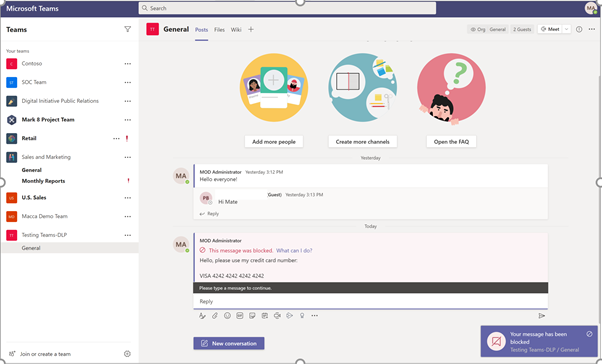 Microsoft Teams
Search
MA
Teams
Your teams
Contoso
SOC Team
Digital Initiative Public Relations
Mark 8 Project Team
Retail
Sales and Marketing
General
Monthly Reports
U.S. Sales
Macca Demo Team
Testing Teams-DLP
General
Join or create a team
TT General Posts Files Wiki
Org General 2 Guests Meet
Add more people Create more channels Open the FAQ
Yesterday
MA
MOD Administrator Yesterday 3:12 PM
Hello everyone!
PB
(Guest) Yesterday 3:13 PM
Hi Mate
Reply
Today
MA
MOD Administrator
This message was blocked. What can I do?
Hello, please use my credit card number:
VISA 4242 4242 4242 4242
Please type a message to continue.
Reply
New conversation
Your message has been
blocked
Testing Teams-DLP / General